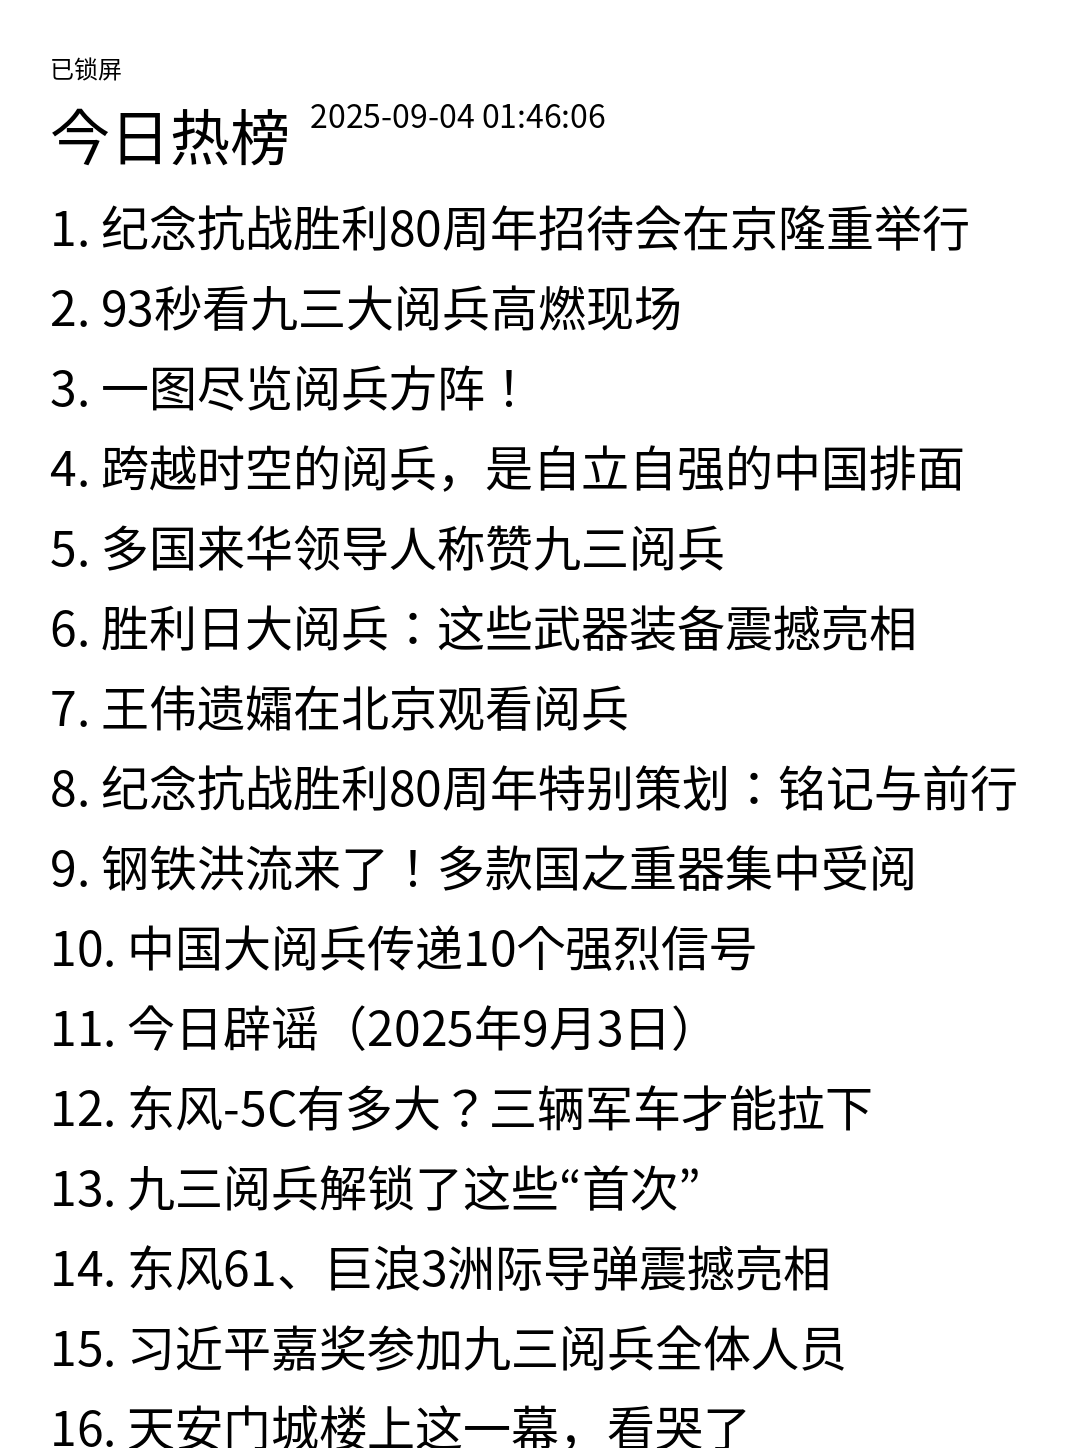 已锁屏
今日热榜 2025-09-04 01:46:06
1. 纪念抗战胜利80周年招待会在京隆重举行
2. 93秒看九三大阅兵高燃现场
3. 一图尽览阅兵方阵！
4. 跨越时空的阅兵，是自立自强的中国排面
5. 多国来华领导人称赞九三阅兵
6. 胜利日大阅兵：这些武器装备震撼亮相
7. 王伟遗孀在北京观看阅兵
8. 纪念抗战胜利80周年特别策划：铭记与前行
9. 钢铁洪流来了！多款国之重器集中受阅
10. 中国大阅兵传递10个强烈信号
11. 今日辟谣（2025年9月3日）
12. 东风-5C有多大？三辆军车才能拉下
13. 九三阅兵解锁了这些“首次”
14. 东风61、巨浪3洲际导弹震撼亮相
15. 习近平嘉奖参加九三阅兵全体人员
16. 天安门城楼上这一幕，看哭了